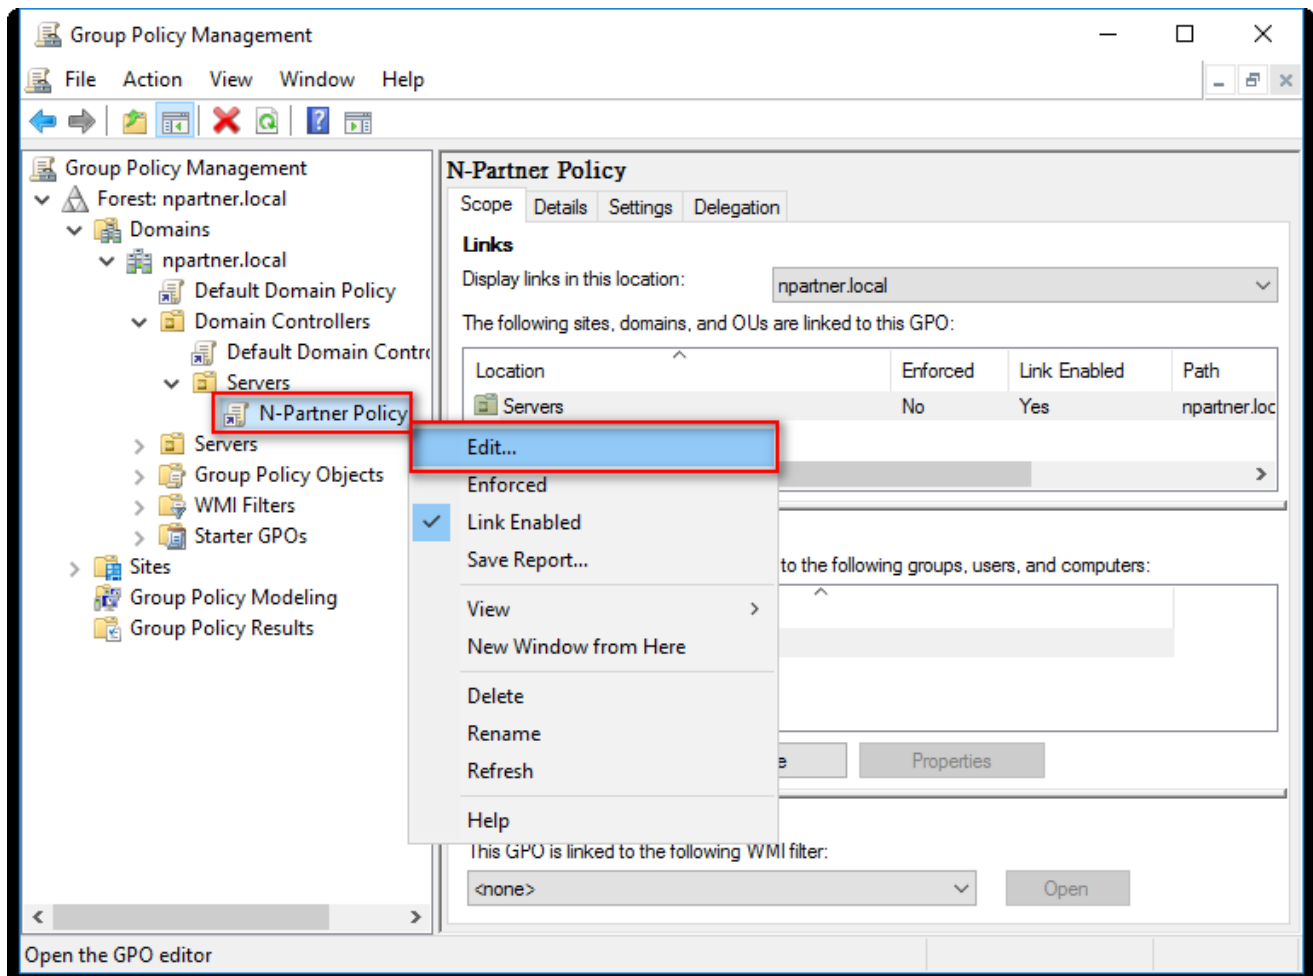 Group Policy Management
File Action View Window Help
Group Policy Management
Forest: npartner.local
Domains
npartner.local
Default Domain Policy
Domain Controllers
Default Domain Contr
Servers
N-Partner Policy
Servers
Group Policy Objects
WMI Filters
Starter GPOs
Sites
Group Policy Modeling
Group Policy Results
N-Partner Policy
Scope Details Settings Delegation
Links
Display links in this location: npartner.local
The following sites, domains, and OUs are linked to this GPO:
Location Enforced Link Enabled Path
Servers No Yes npartner.loc
Edit...
Enforced
Link Enabled
Save Report...
View
New Window from Here
Delete
Rename
Refresh
Help
to the following groups, users, and computers:
Properties
This GPO is linked to the following WMI filter:
<none> Open
Open the GPO editor